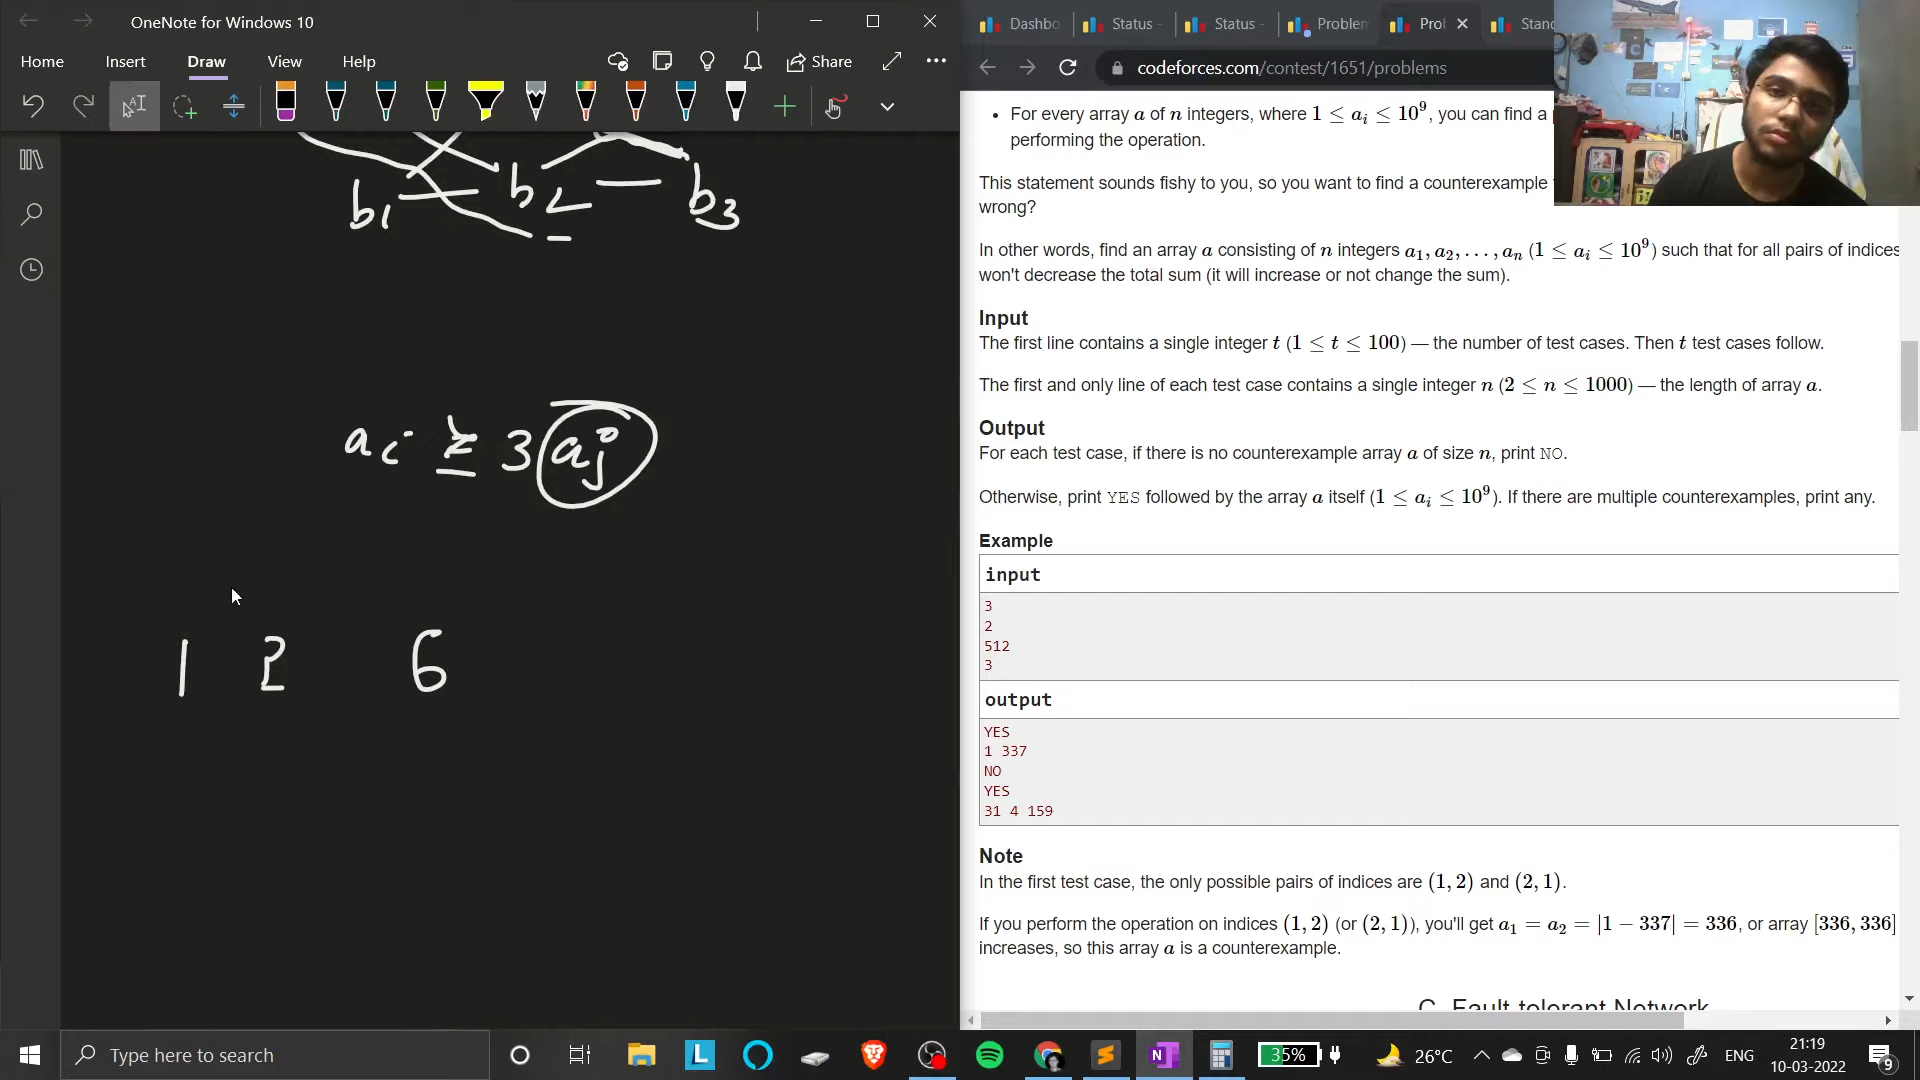 OneNote for Windows 10
Home Insert Draw View Help Share
b1 b2 b3
ai ≥ 3 aj
1 2 6
Dashbo Status - Status - Problem Prol Stand
codeforces.com/contest/1651/problems
• For every array a of n integers, where 1 ≤ ai ≤ 10^9, you can find a
performing the operation.
This statement sounds fishy to you, so you want to find a counterexample
wrong?
In other words, find an array a consisting of n integers a1, a2, . . . , an (1 ≤ ai ≤ 10^9) such that for all pairs of indices
won't decrease the total sum (it will increase or not change the sum).
Input
The first line contains a single integer t (1 ≤ t ≤ 100) — the number of test cases. Then t test cases follow.
The first and only line of each test case contains a single integer n (2 ≤ n ≤ 1000) — the length of array a.
Output
For each test case, if there is no counterexample array a of size n, print NO.
Otherwise, print YES followed by the array a itself (1 ≤ ai ≤ 10^9). If there are multiple counterexamples, print any.
Example
input
3
2
512
3
output
YES
1 337
NO
YES
31 4 159
Note
In the first test case, the only possible pairs of indices are (1, 2) and (2, 1).
If you perform the operation on indices (1, 2) (or (2, 1)), you'll get a1 = a2 = |1 − 337| = 336, or array [336, 336]
increases, so this array a is a counterexample.
C. Fault-tolerant Network
Type here to search
35%
26°C
ENG
21:19
10-03-2022
9